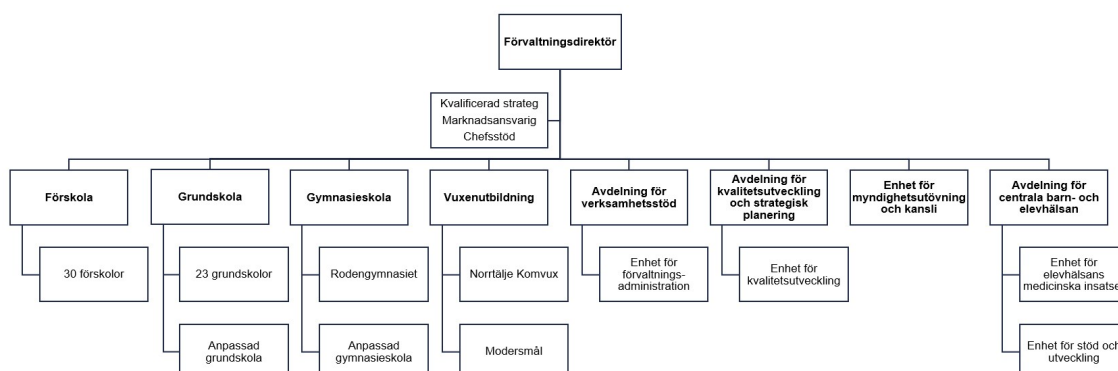 Förvaltningsdirektör
Kvalificerad strateg
Marknadsansvarig
Chefsstöd
Förskola
Grundskola
Gymnasieskola
Vuxenutbildning
Avdelning för
verksamhetsstöd
Avdelning för
kvalitetsutveckling
och strategisk
planering
Enhet för
myndighetsutövning
och kansli
Avdelning för
centrala barn- och
elevhälsan
30 förskolor
23 grundskolor
Rodengymnasiet
Norrtälje Komvux
Enhet för
förvaltnings-
administration
Enhet för
kvalitetsutveckling
Enhet för
elevhälsans
medicinska insatser
Anpassad
grundskola
Anpassad
gymnasieskola
Modersmål
Enhet för stöd och
utveckling